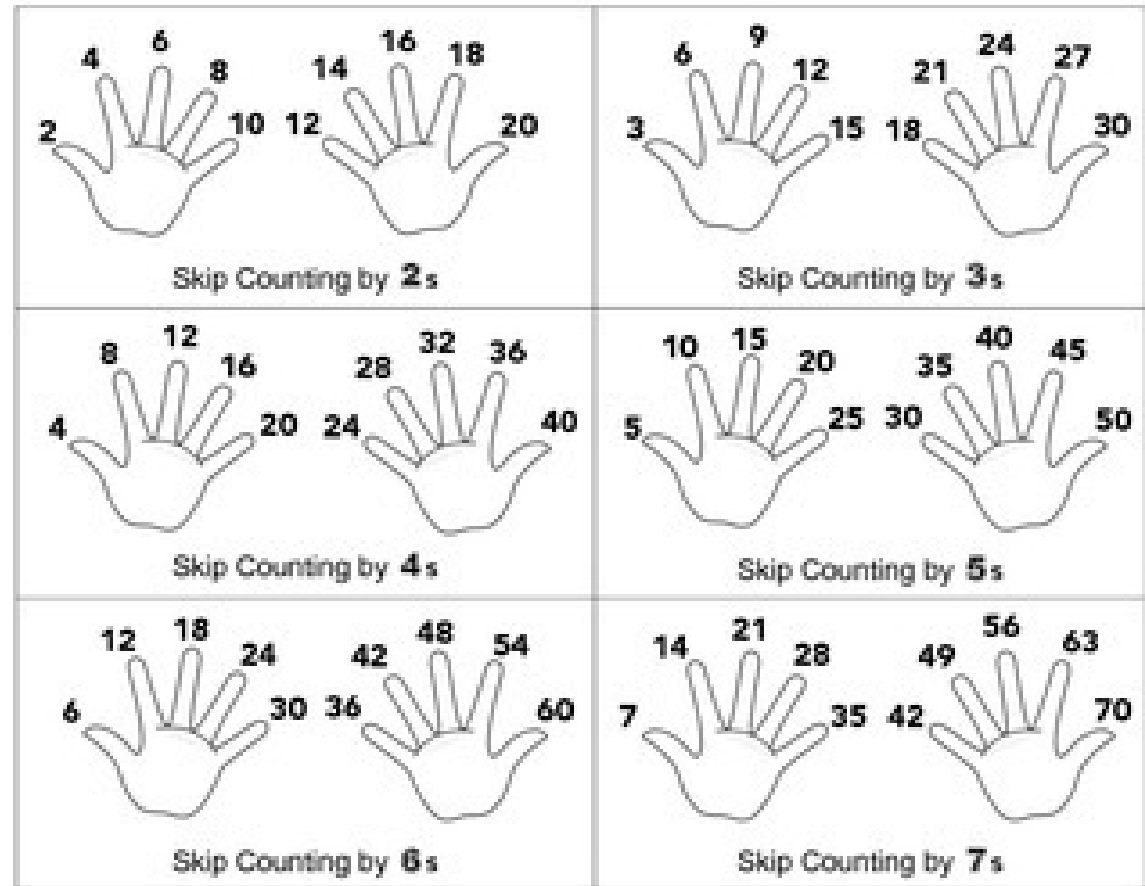 2 4 6 8 10 12 14 16 18 20
Skip Counting by 2s
3 6 9 12 15 18 21 24 27 30
Skip Counting by 3s
4 8 12 16 20 24 28 32 36 40
Skip Counting by 4s
5 10 15 20 25 30 35 40 45 50
Skip Counting by 5s
6 12 18 24 30 36 42 48 54 60
Skip Counting by 6s
7 14 21 28 35 42 49 56 63 70
Skip Counting by 7s